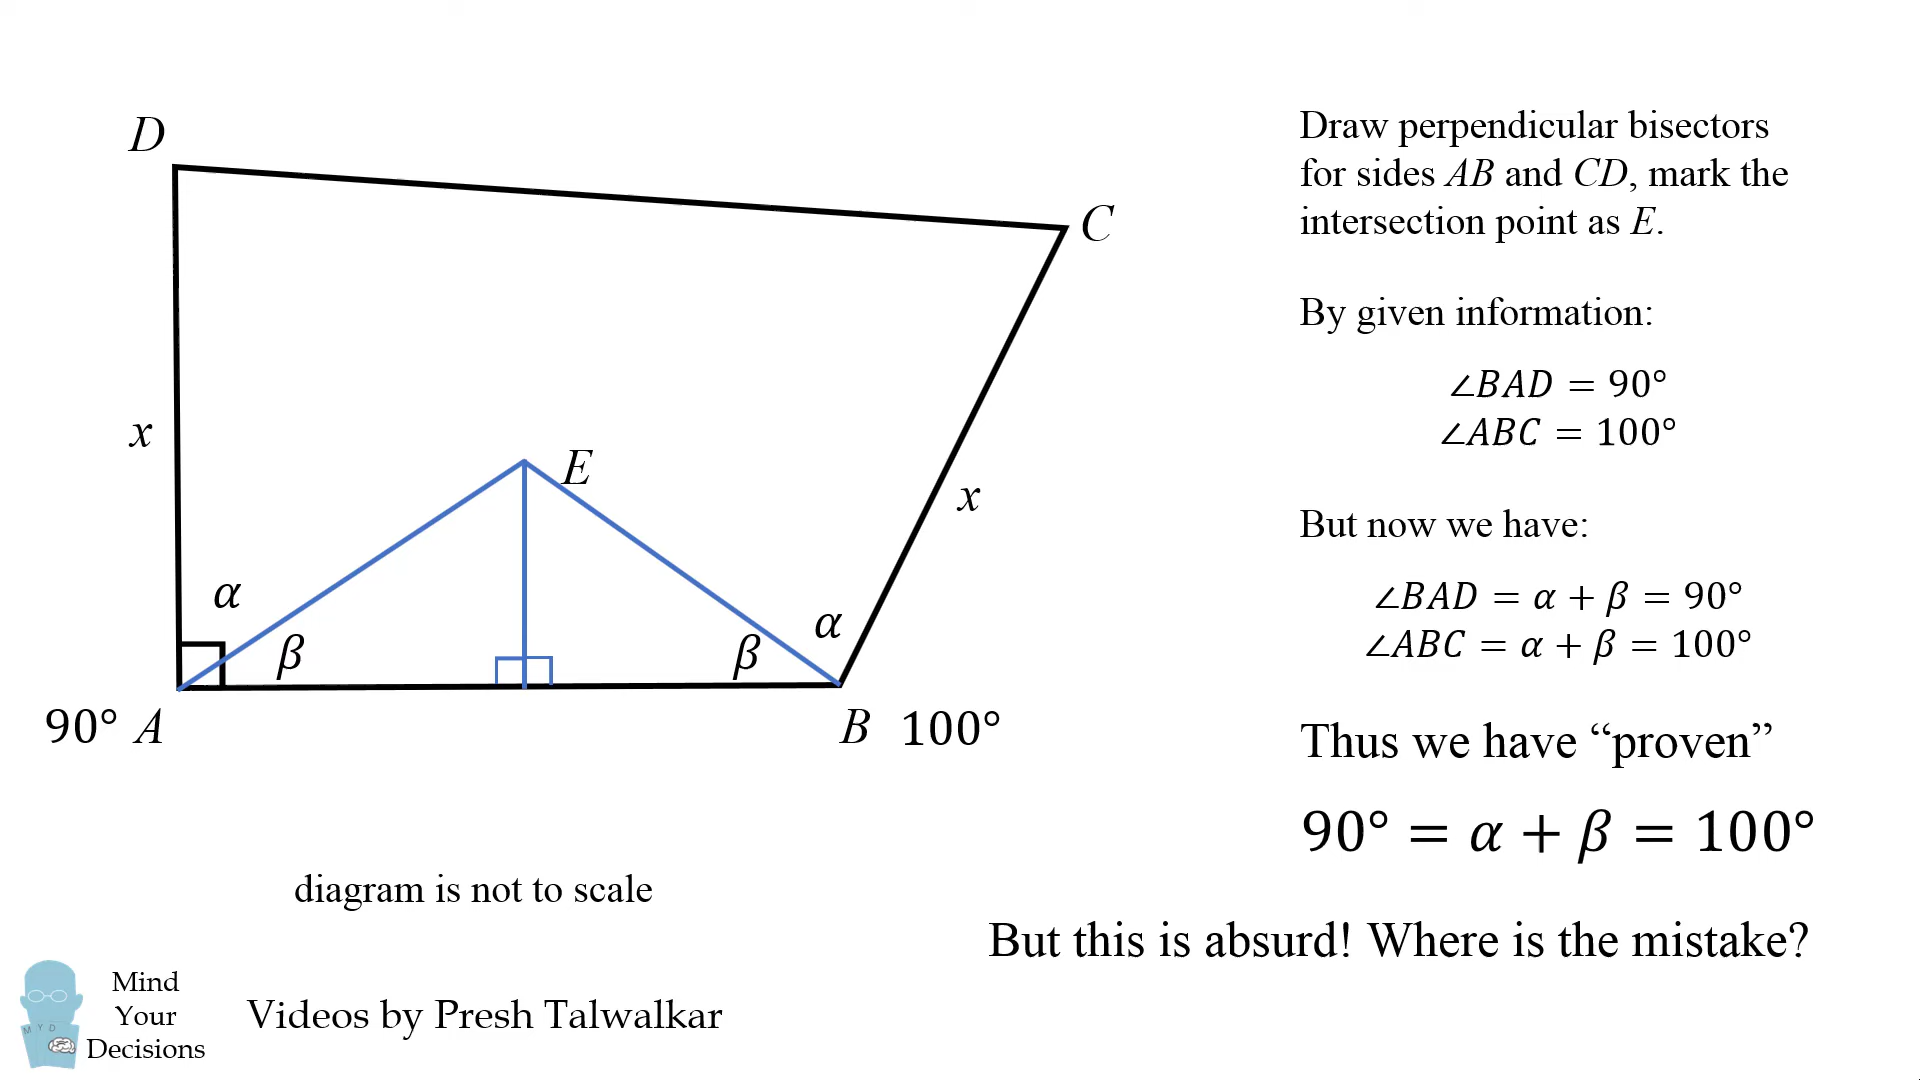 D
C
x
E
x
α
β
β
α
90° A
B 100°
diagram is not to scale
Draw perpendicular bisectors
for sides AB and CD, mark the
intersection point as E.
By given information:
∠BAD = 90°
∠ABC = 100°
But now we have:
∠BAD = α + β = 90°
∠ABC = α + β = 100°
Thus we have “proven”
90° = α + β = 100°
But this is absurd! Where is the mistake?
M Y D
Mind
Your
Decisions
Videos by Presh Talwalkar